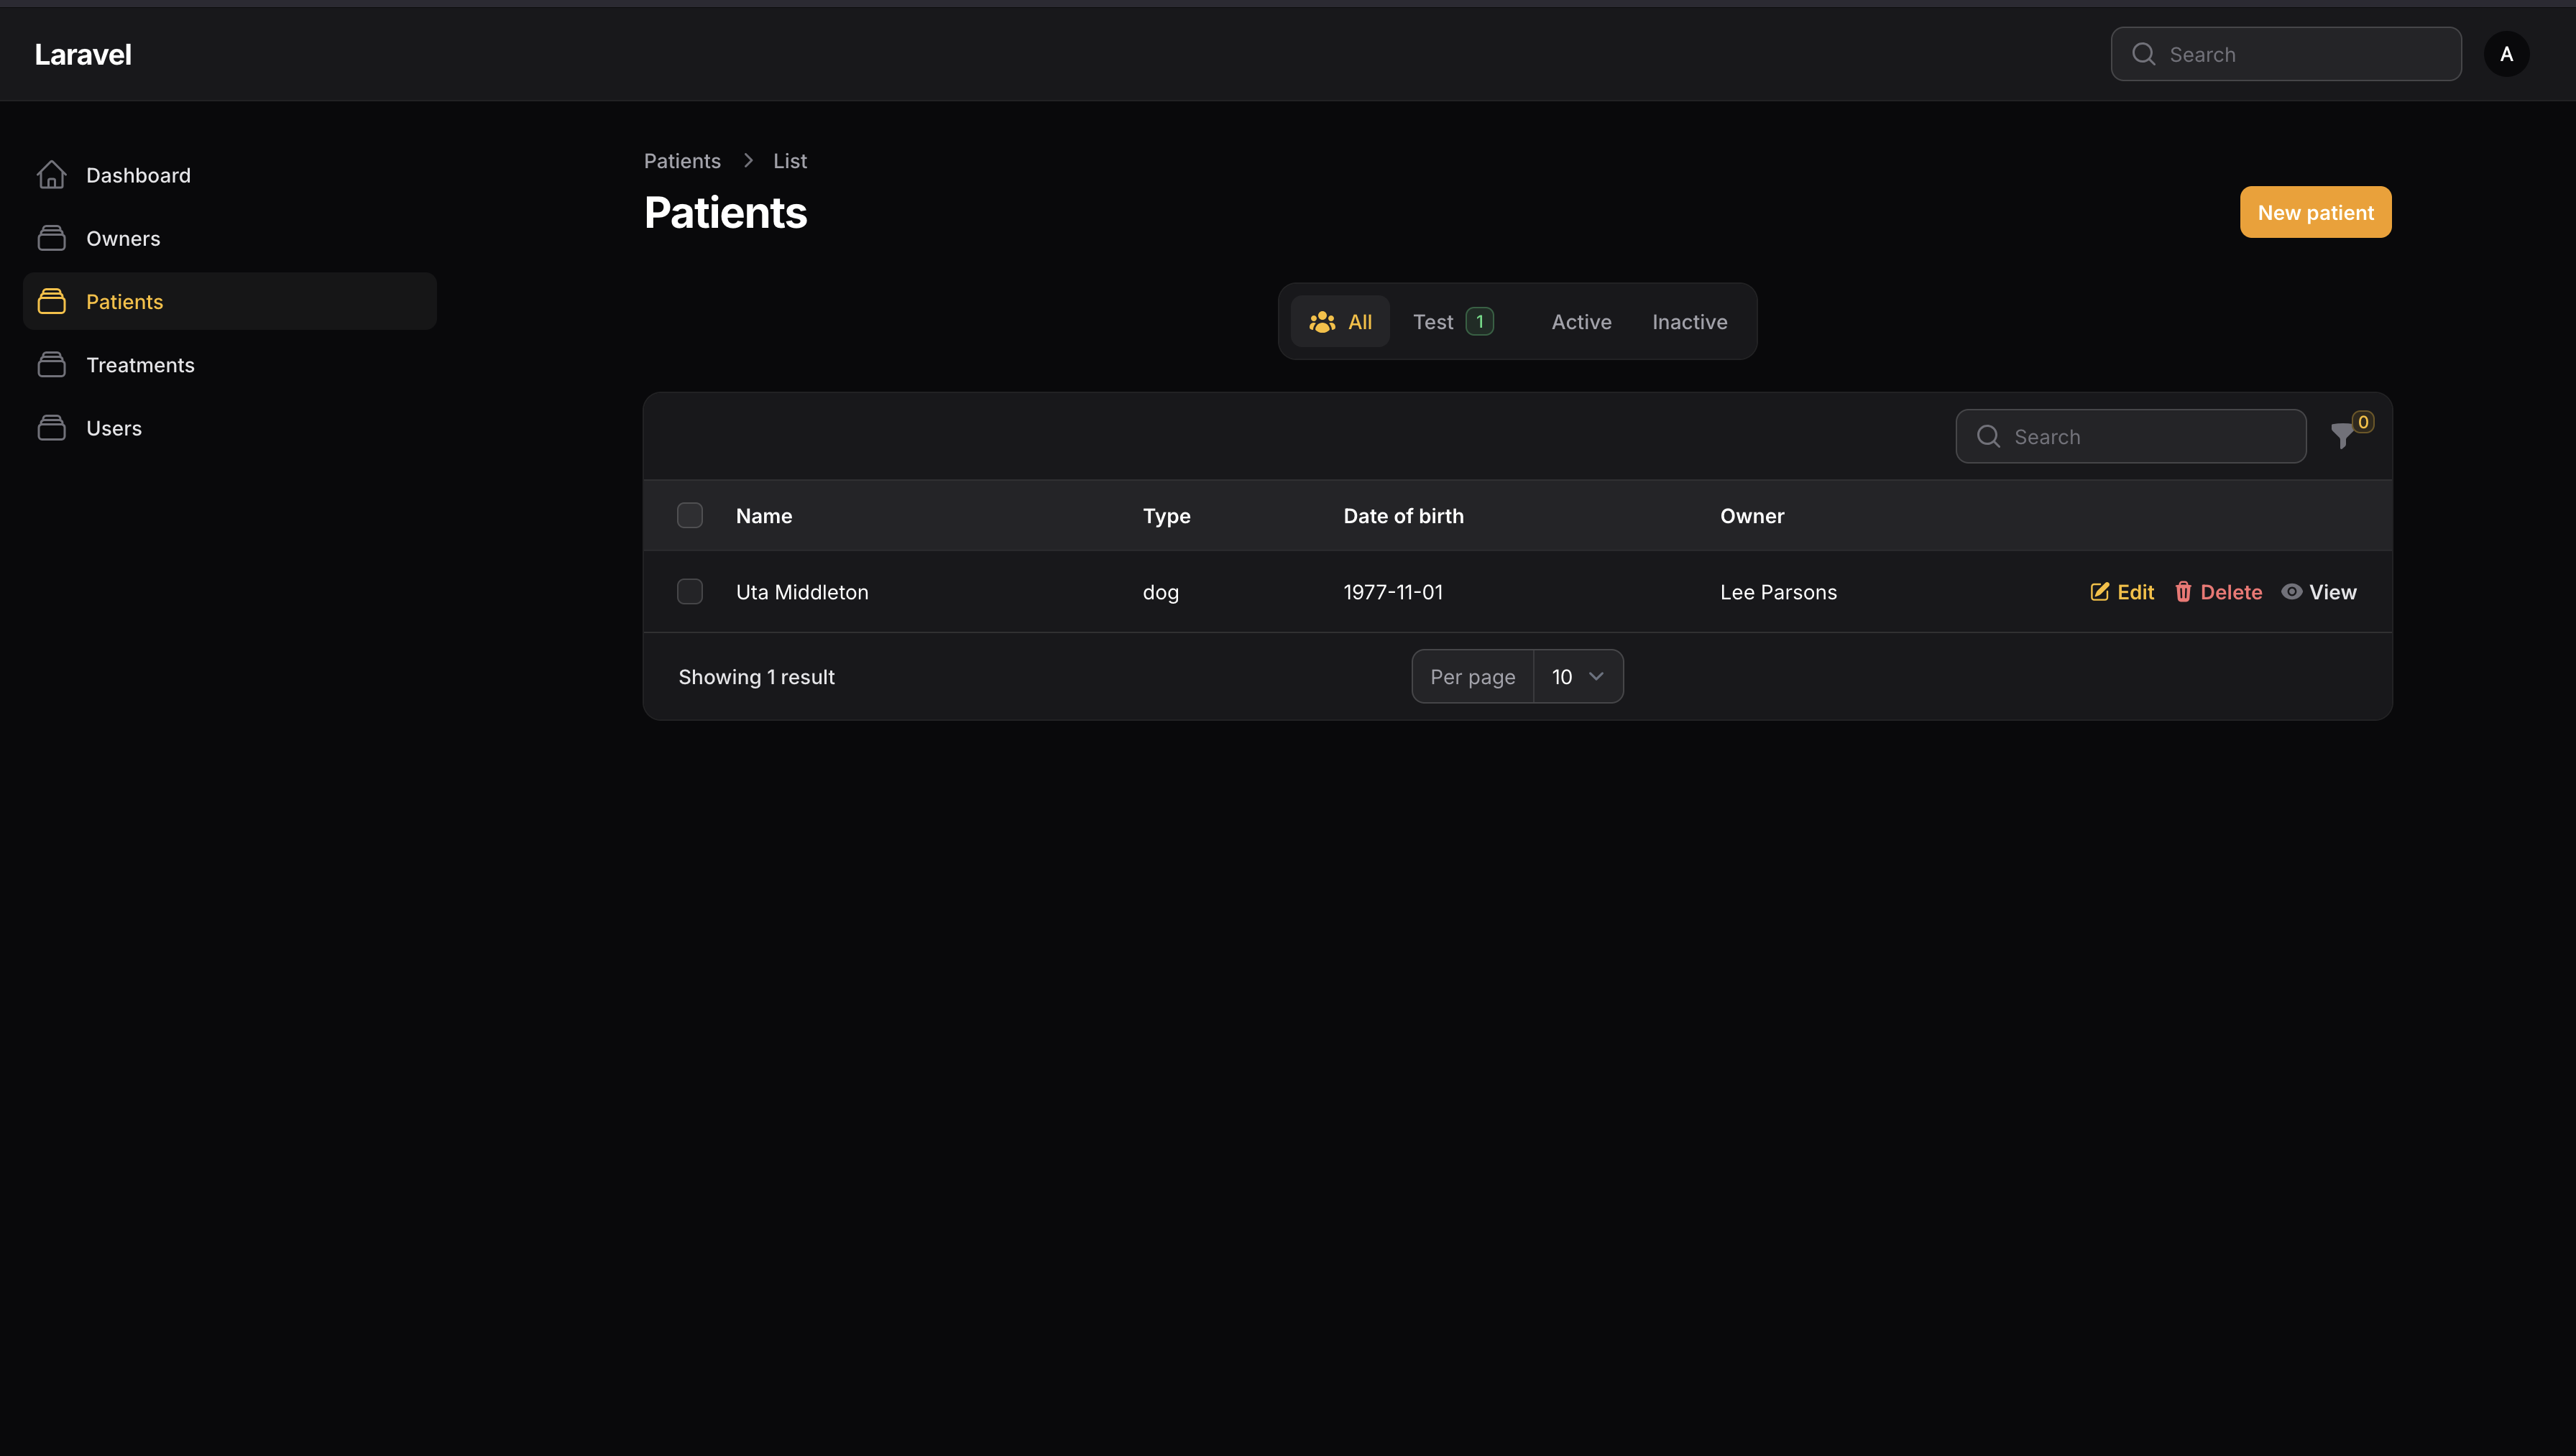 Laravel
Search
A
Dashboard
Owners
Patients
Treatments
Users
Patients List
Patients
New patient
All Test 1 Active Inactive
Search 0
Name Type Date of birth Owner
Uta Middleton dog 1977-11-01 Lee Parsons Edit Delete View
Showing 1 result Per page 10